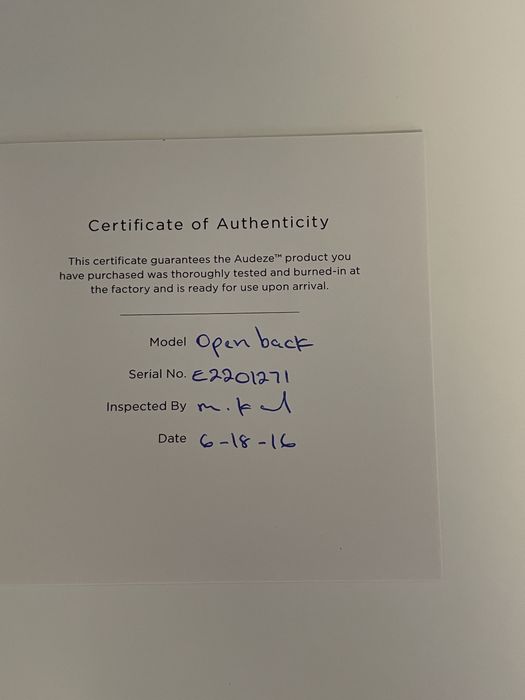 Certificate of Authenticity
This certificate guarantees the Audeze™ product you
have purchased was thoroughly tested and burned-in at
the factory and is ready for use upon arrival.
Model Open back
Serial No. E2201271
Inspected By
Date 6-18-16